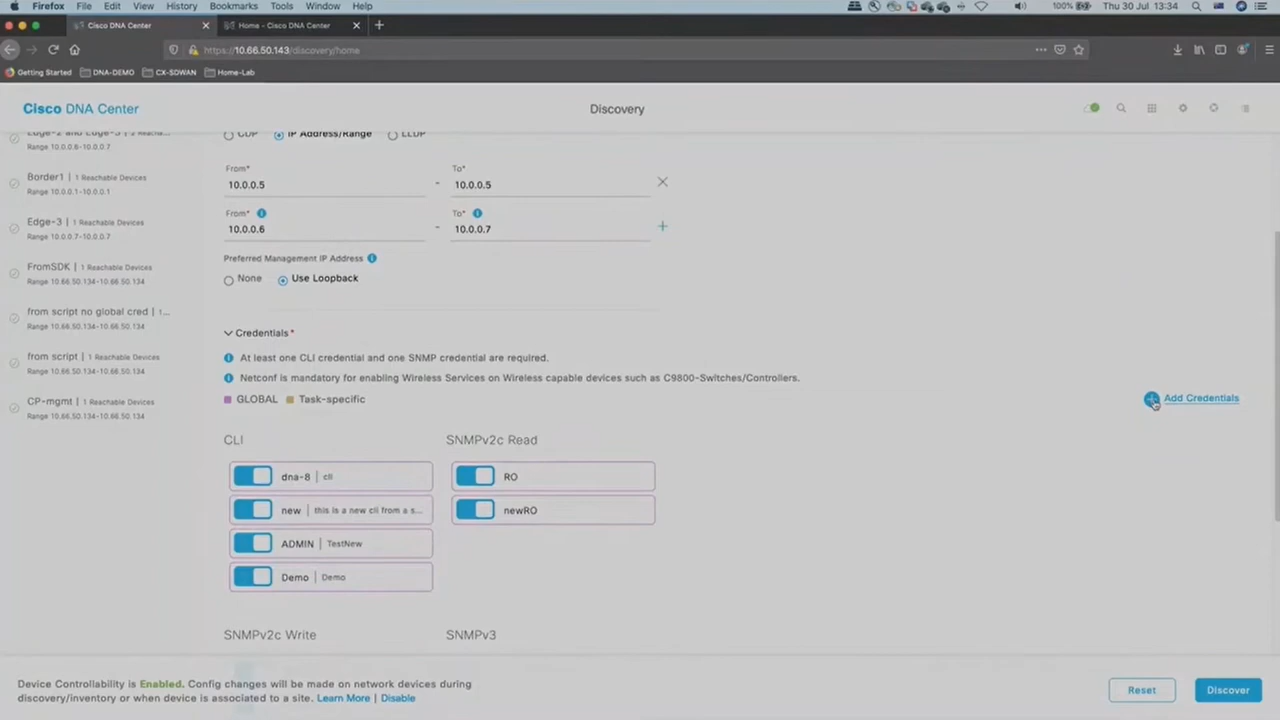 Firefox File Edit View History Bookmarks Tools Window Help 100% Thu 30 Jul 13:34
Cisco DNA Center Home - Cisco DNA Center
https://10.66.50.143/discovery/home
Getting Started DNA-DEMO CX-SDWAN Home-Lab
Cisco DNA Center Discovery
Edge-2 and Edge-3 | 2 Reacha...
Range 10.0.0.6-10.0.0.7
Border1 | 1 Reachable Devices
Range 10.0.0.1-10.0.0.1
Edge-3 | 1 Reachable Devices
Range 10.0.0.7-10.0.0.7
FromSDK | 1 Reachable Devices
Range 10.66.50.134-10.66.50.134
from script no global cred | 1...
Range 10.66.50.134-10.66.50.134
from script | 1 Reachable Devices
Range 10.66.50.134-10.66.50.134
CP-mgmt | 1 Reachable Devices
Range 10.66.50.134-10.66.50.134
CDP IP Address/Range LLDP
From* To*
10.0.0.5 - 10.0.0.5
From* To*
10.0.0.6 - 10.0.0.7
Preferred Management IP Address
None Use Loopback
Credentials*
At least one CLI credential and one SNMP credential are required.
Netconf is mandatory for enabling Wireless Services on Wireless capable devices such as C9800-Switches/Controllers.
GLOBAL Task-specific
Add Credentials
CLI SNMPv2c Read
dna-8 | cli RO
new | this is a new cli from a s... newRO
ADMIN | TestNew
Demo | Demo
SNMPv2c Write SNMPv3
Device Controllability is Enabled. Config changes will be made on network devices during
discovery/inventory or when device is associated to a site. Learn More | Disable
Reset Discover